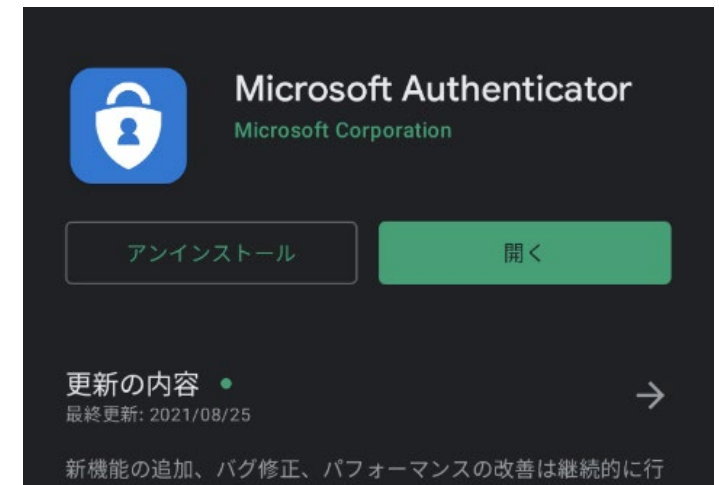 Microsoft Authenticator
Microsoft Corporation
アンインストール
開く
更新の内容
最終更新: 2021/08/25
新機能の追加、バグ修正、パフォーマンスの改善は継続的に行